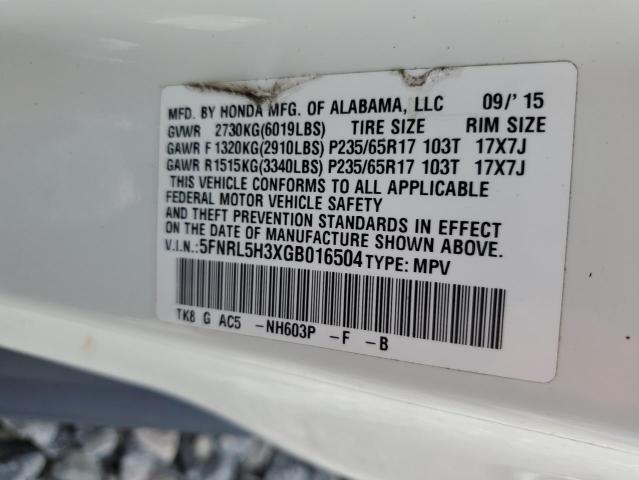 MFD. BY HONDA MFG. OF ALABAMA, LLC 09/' 15
GVWR 2730KG(6019LBS) TIRE SIZE RIM SIZE
GAWR F1320KG(2910LBS) P235/65R17 103T 17X7J
GAWR R1515KG(3340LBS) P235/65R17 103T 17X7J
THIS VEHICLE CONFORMS TO ALL APPLICABLE
FEDERAL MOTOR VEHICLE SAFETY
AND THEFT PREVENTION STANDARDS IN EFFECT
ON THE DATE OF MANUFACTURE SHOWN ABOVE.
V.I.N.:5FNRL5H3XGB016504 TYPE: MPV
TK8 G AC5 -NH603P -F -B